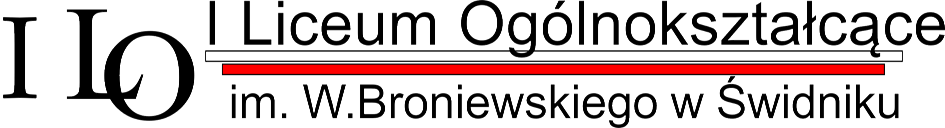 I LO
I Liceum Ogólnokształcące
im. W.Broniewskiego w Świdniku